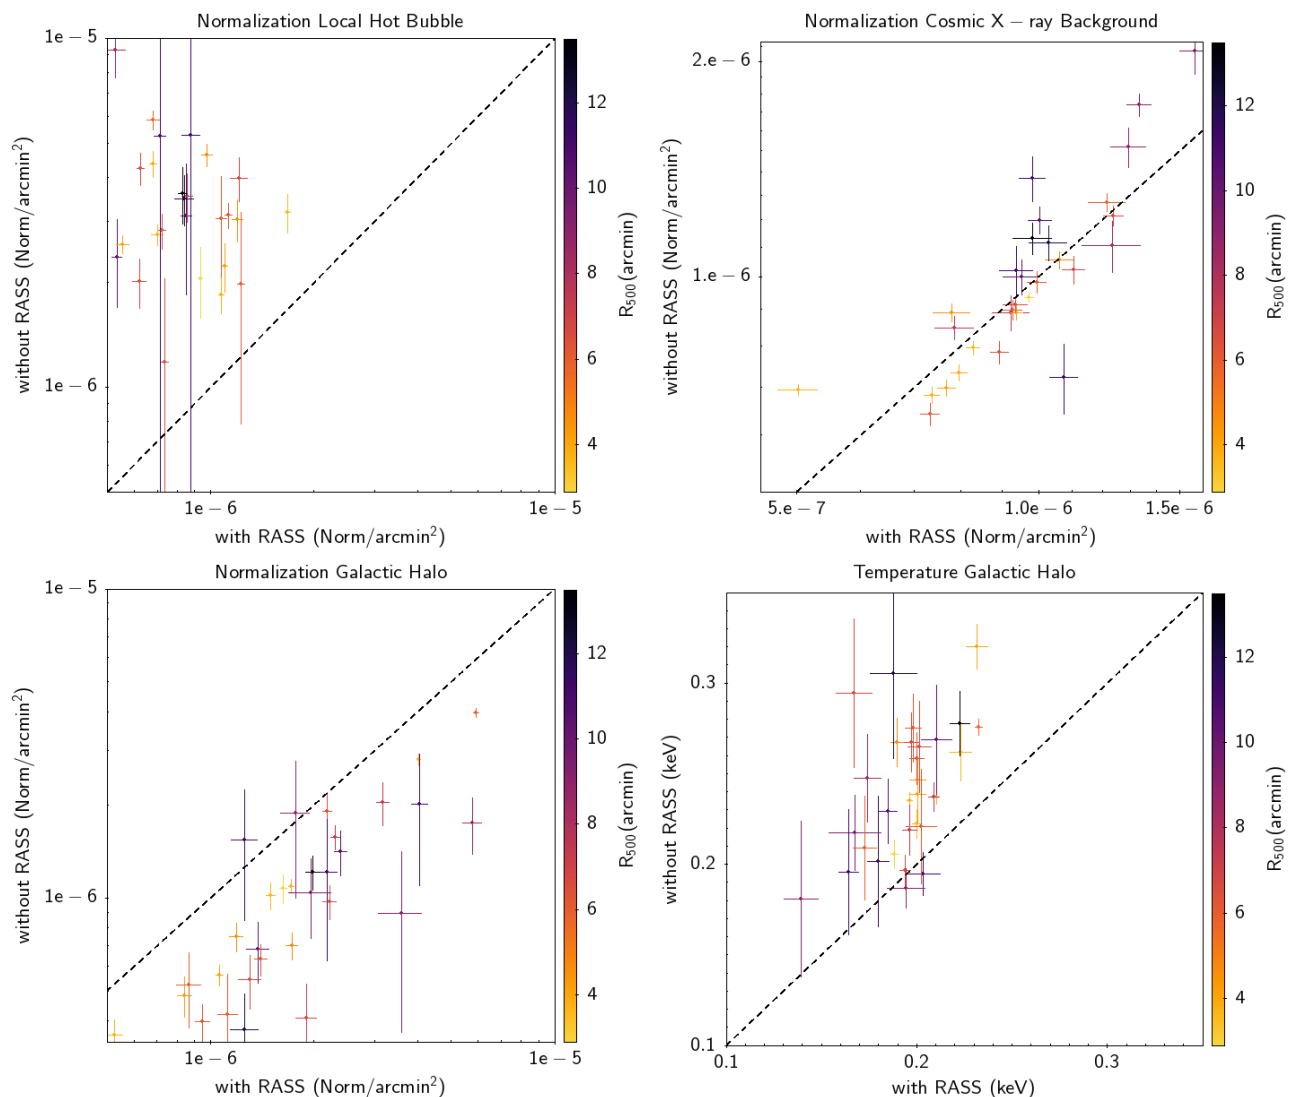 Normalization Local Hot Bubble
1e − 5
1e − 6
without RASS (Norm/arcmin²)
1e − 6
1e − 5
with RASS (Norm/arcmin²)
12
10
8
6
4
R₅₀₀(arcmin)
Normalization Cosmic X − ray Background
2.e − 6
1.e − 6
without RASS (Norm/arcmin²)
5.e − 7
1.0e − 6
1.5e − 6
with RASS (Norm/arcmin²)
12
10
8
6
4
R₅₀₀(arcmin)
Normalization Galactic Halo
1e − 5
1e − 6
without RASS (Norm/arcmin²)
1e − 6
1e − 5
with RASS (Norm/arcmin²)
12
10
8
6
4
R₅₀₀(arcmin)
Temperature Galactic Halo
0.3
0.2
0.1
without RASS (keV)
0.1
0.2
0.3
with RASS (keV)
12
10
8
6
4
R₅₀₀(arcmin)